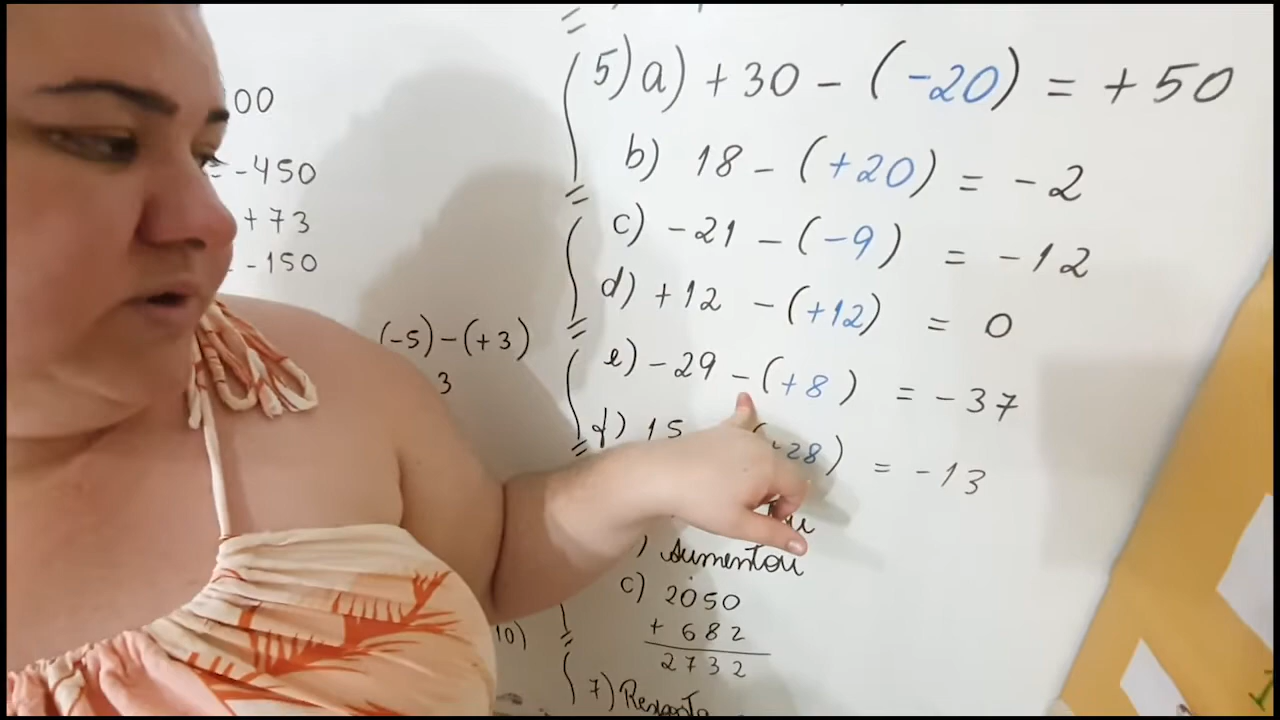 00
= -450
+73
= -150
(-5) - (+3)
3
10)
5) a) +30 - (-20) = +50
b) 18 - (+20) = -2
c) -21 - (-9) = -12
d) +12 - (+12) = 0
e) -29 - (+8) = -37
f) 15 (+28) = -13
) Aumentou
c) 2050
+ 682
2732
7) Resposta